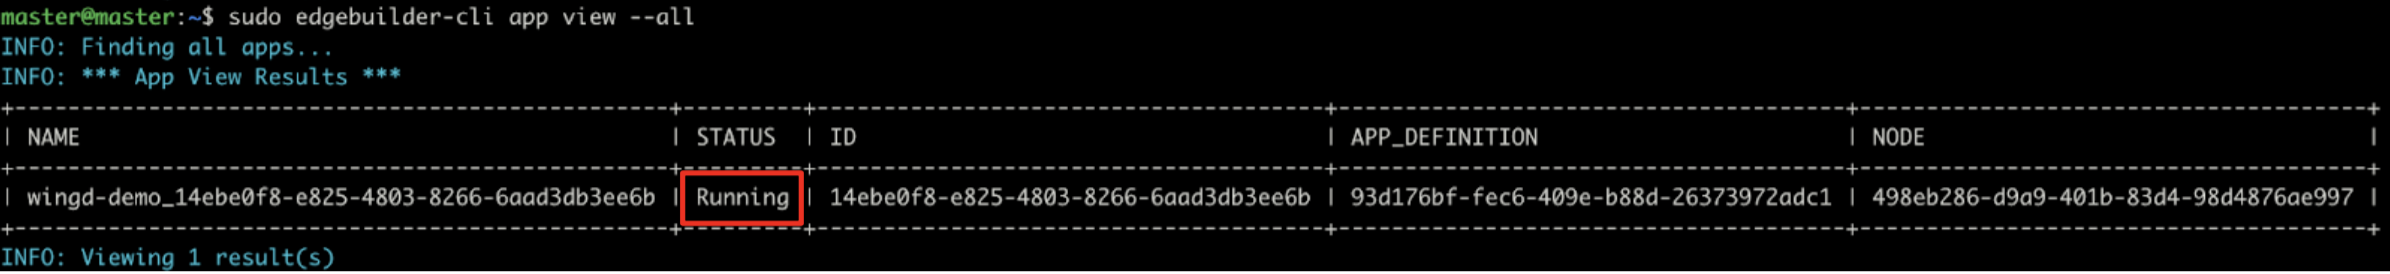 master@master:~$ sudo edgebuilder-cli app view --all
INFO: Finding all apps...
INFO: *** App View Results ***
| NAME | STATUS | ID | APP_DEFINITION | NODE |
| wingd-demo_14ebe0f8-e825-4803-8266-6aad3db3ee6b | Running | 14ebe0f8-e825-4803-8266-6aad3db3ee6b | 93d176bf-fec6-409e-b88d-26373972adc1 | 498eb286-d9a9-401b-83d4-98d4876ae997 |
INFO: Viewing 1 result(s)